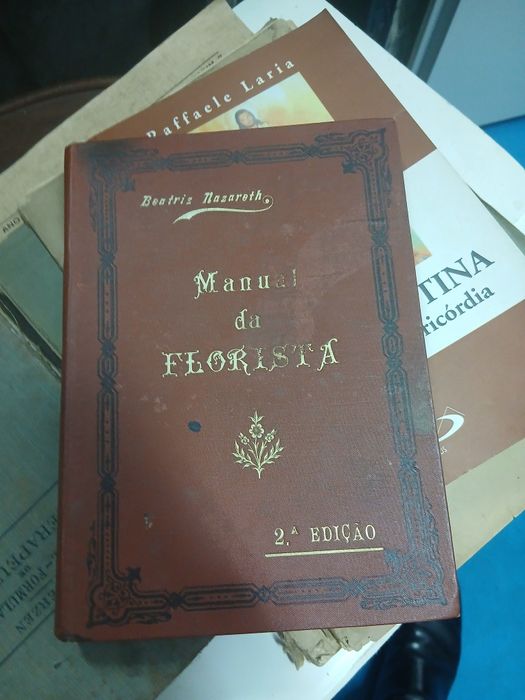 Raffaele Laria
Beatriz Nazareth
Manual
da
FLORISTA
2.ª EDIÇÃO
TINA
ricórdia